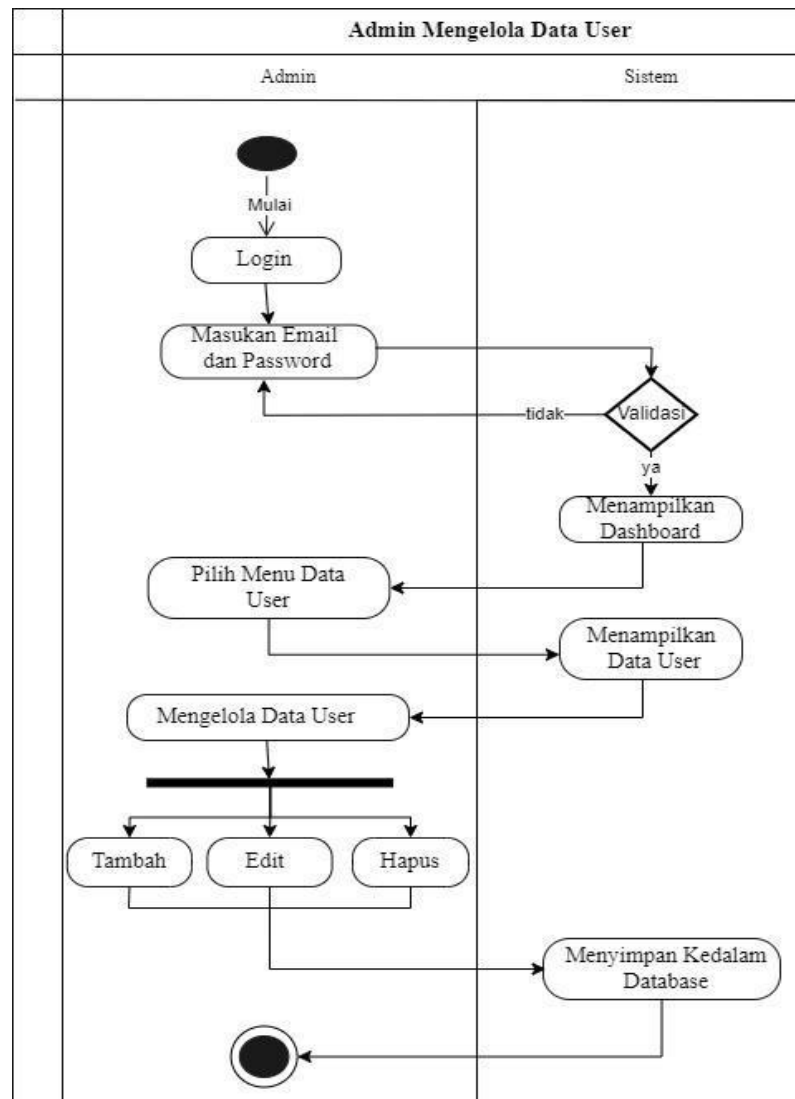 Admin Mengelola Data User
Admin
Sistem
Mulai
Login
Masukan Email
dan Password
tidak
Validasi
ya
Menampilkan
Dashboard
Pilih Menu Data
User
Menampilkan
Data User
Mengelola Data User
Tambah
Edit
Hapus
Menyimpan Kedalam
Database